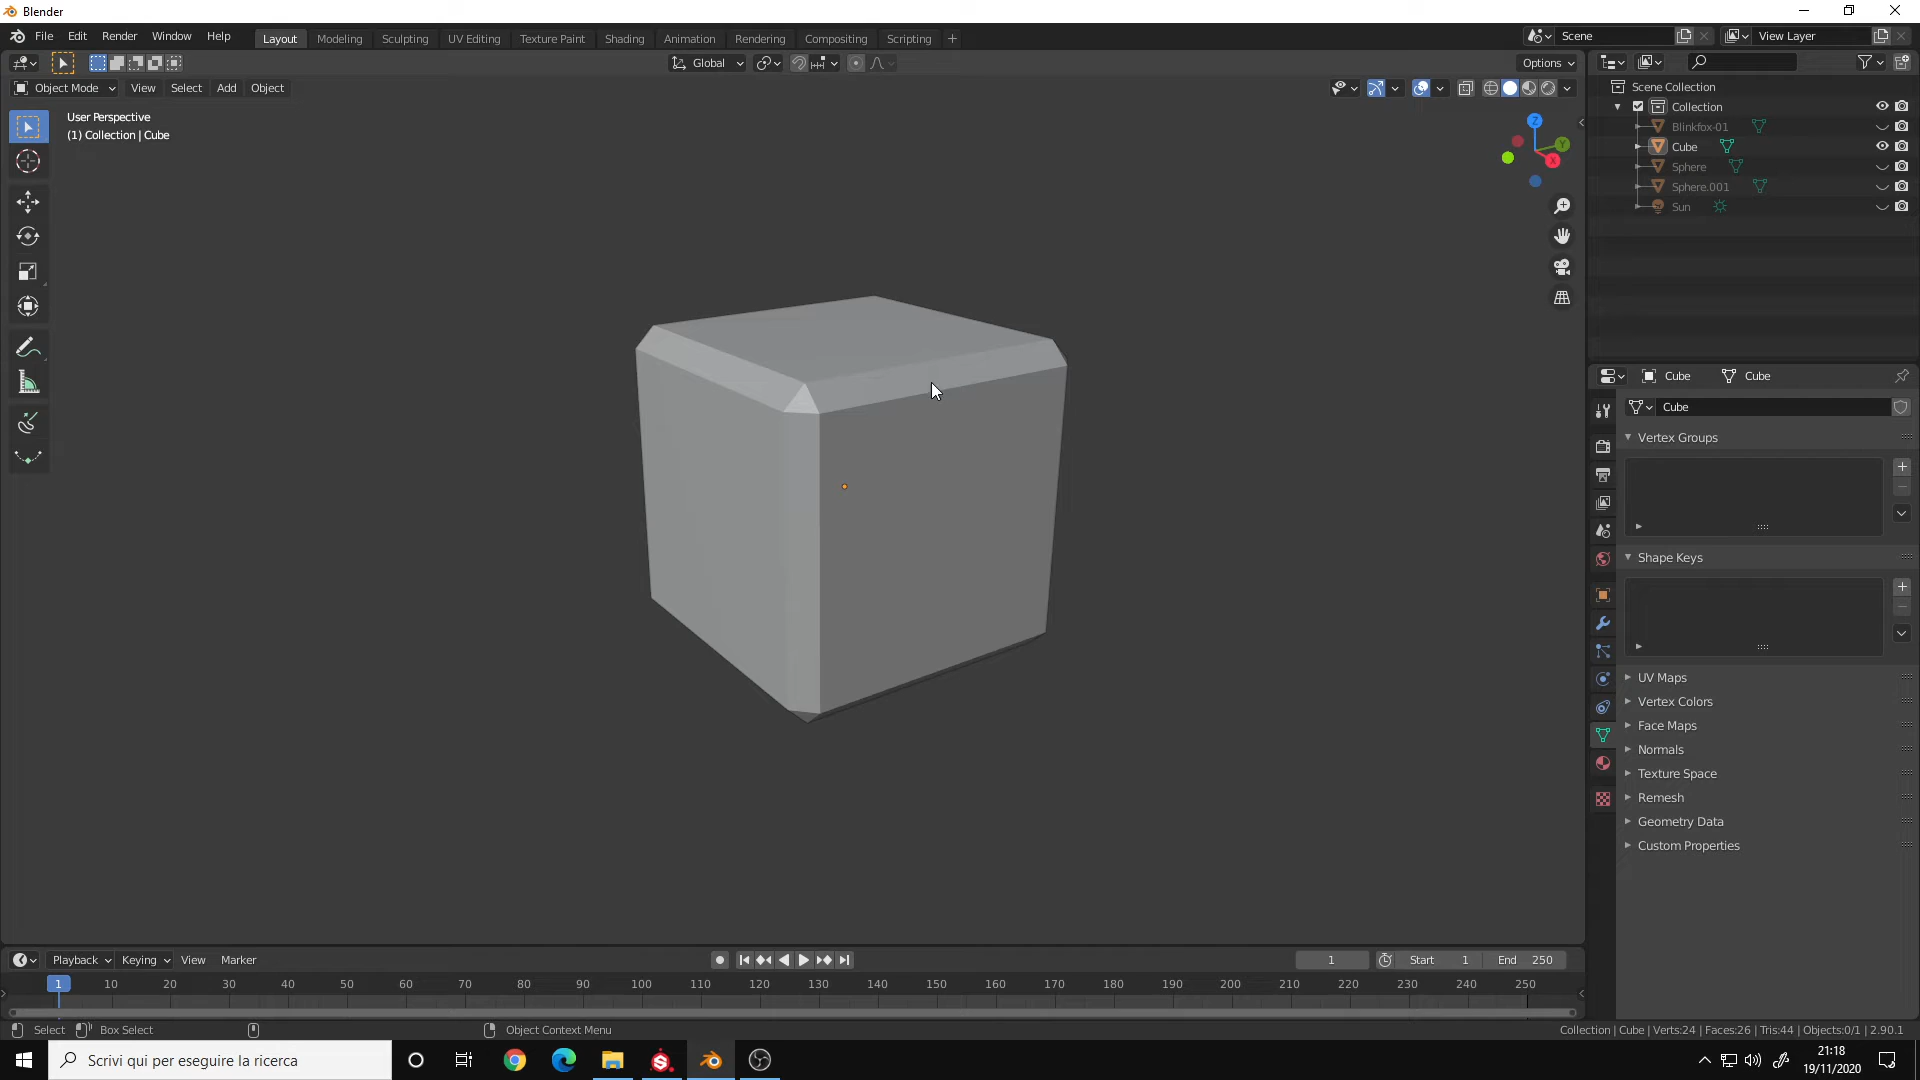 Blender
File Edit Render Window Help Layout Modeling Sculpting UV Editing Texture Paint Shading Animation Rendering Compositing Scripting + Scene View Layer
Global Options
Object Mode View Select Add Object
User Perspective
(1) Collection | Cube
Z
Y
X
Scene Collection
Collection
Blinkfox-01
Cube
Sphere
Sphere.001
Sun
Cube Cube
Cube
Vertex Groups
Shape Keys
UV Maps
Vertex Colors
Face Maps
Normals
Texture Space
Remesh
Geometry Data
Custom Properties
Playback Keying View Marker 1 Start 1 End 250
1 10 20 30 40 50 60 70 80 90 100 110 120 130 140 150 160 170 180 190 200 210 220 230 240 250
Select Box Select Object Context Menu Collection | Cube | Verts:24 | Faces:26 | Tris:44 | Objects:0/1 | 2.90.1
Scrivi qui per eseguire la ricerca
21:18
19/11/2020